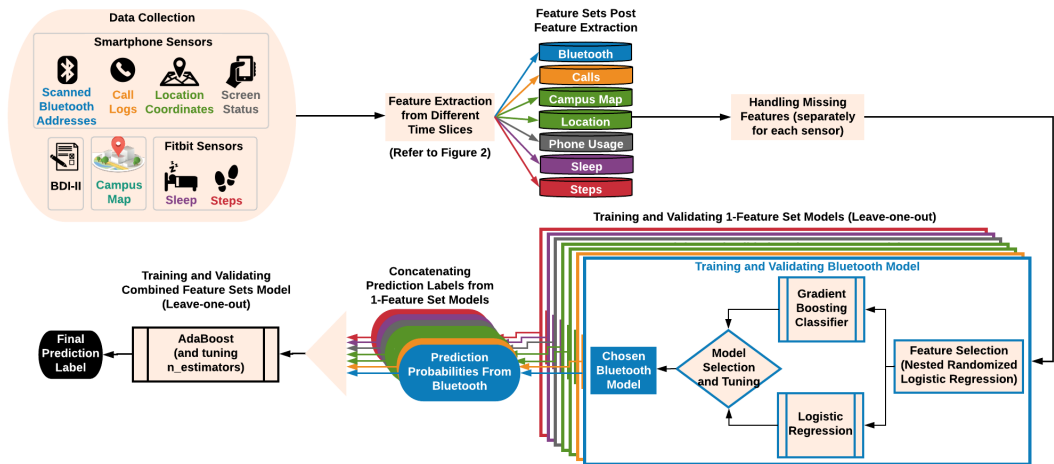 Data Collection
Smartphone Sensors
Scanned
Bluetooth
Addresses
Call
Logs
Location
Coordinates
Screen
Status
BDI-II
Campus
Map
Fitbit Sensors
Sleep
Steps
Feature Extraction
from Different
Time Slices
(Refer to Figure 2)
Feature Sets Post
Feature Extraction
Bluetooth
Calls
Campus Map
Location
Phone Usage
Sleep
Steps
Handling Missing
Features (separately
for each sensor)
Training and Validating 1-Feature Set Models (Leave-one-out)
Training and Validating Bluetooth Model
Feature Selection
(Nested Randomized
Logistic Regression)
Gradient
Boosting
Classifier
Logistic
Regression
Model
Selection
and Tuning
Chosen
Bluetooth
Model
Concatenating
Prediction Labels from
1-Feature Set Models
Prediction
Probabilities From
Bluetooth
Training and Validating
Combined Feature Sets Model
(Leave-one-out)
AdaBoost
(and tuning
n_estimators)
Final
Prediction
Label